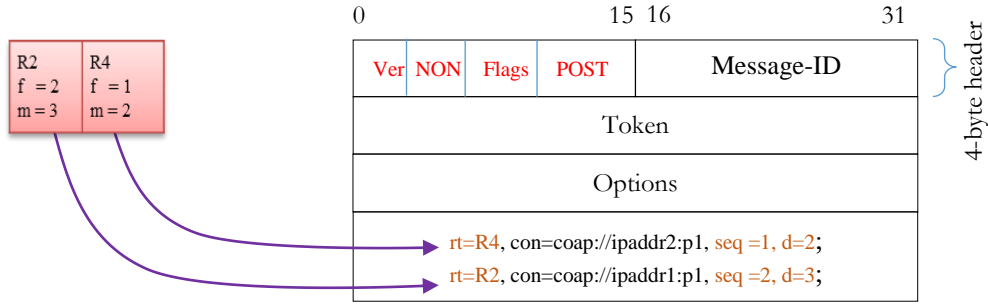 0 15 16 31
R2 R4
f = 2 f = 1
m = 3 m = 2
Ver NON Flags POST Message-ID
4-byte header
Token
Options
rt=R4, con=coap://ipaddr2:p1, seq =1, d=2;
rt=R2, con=coap://ipaddr1:p1, seq =2, d=3;